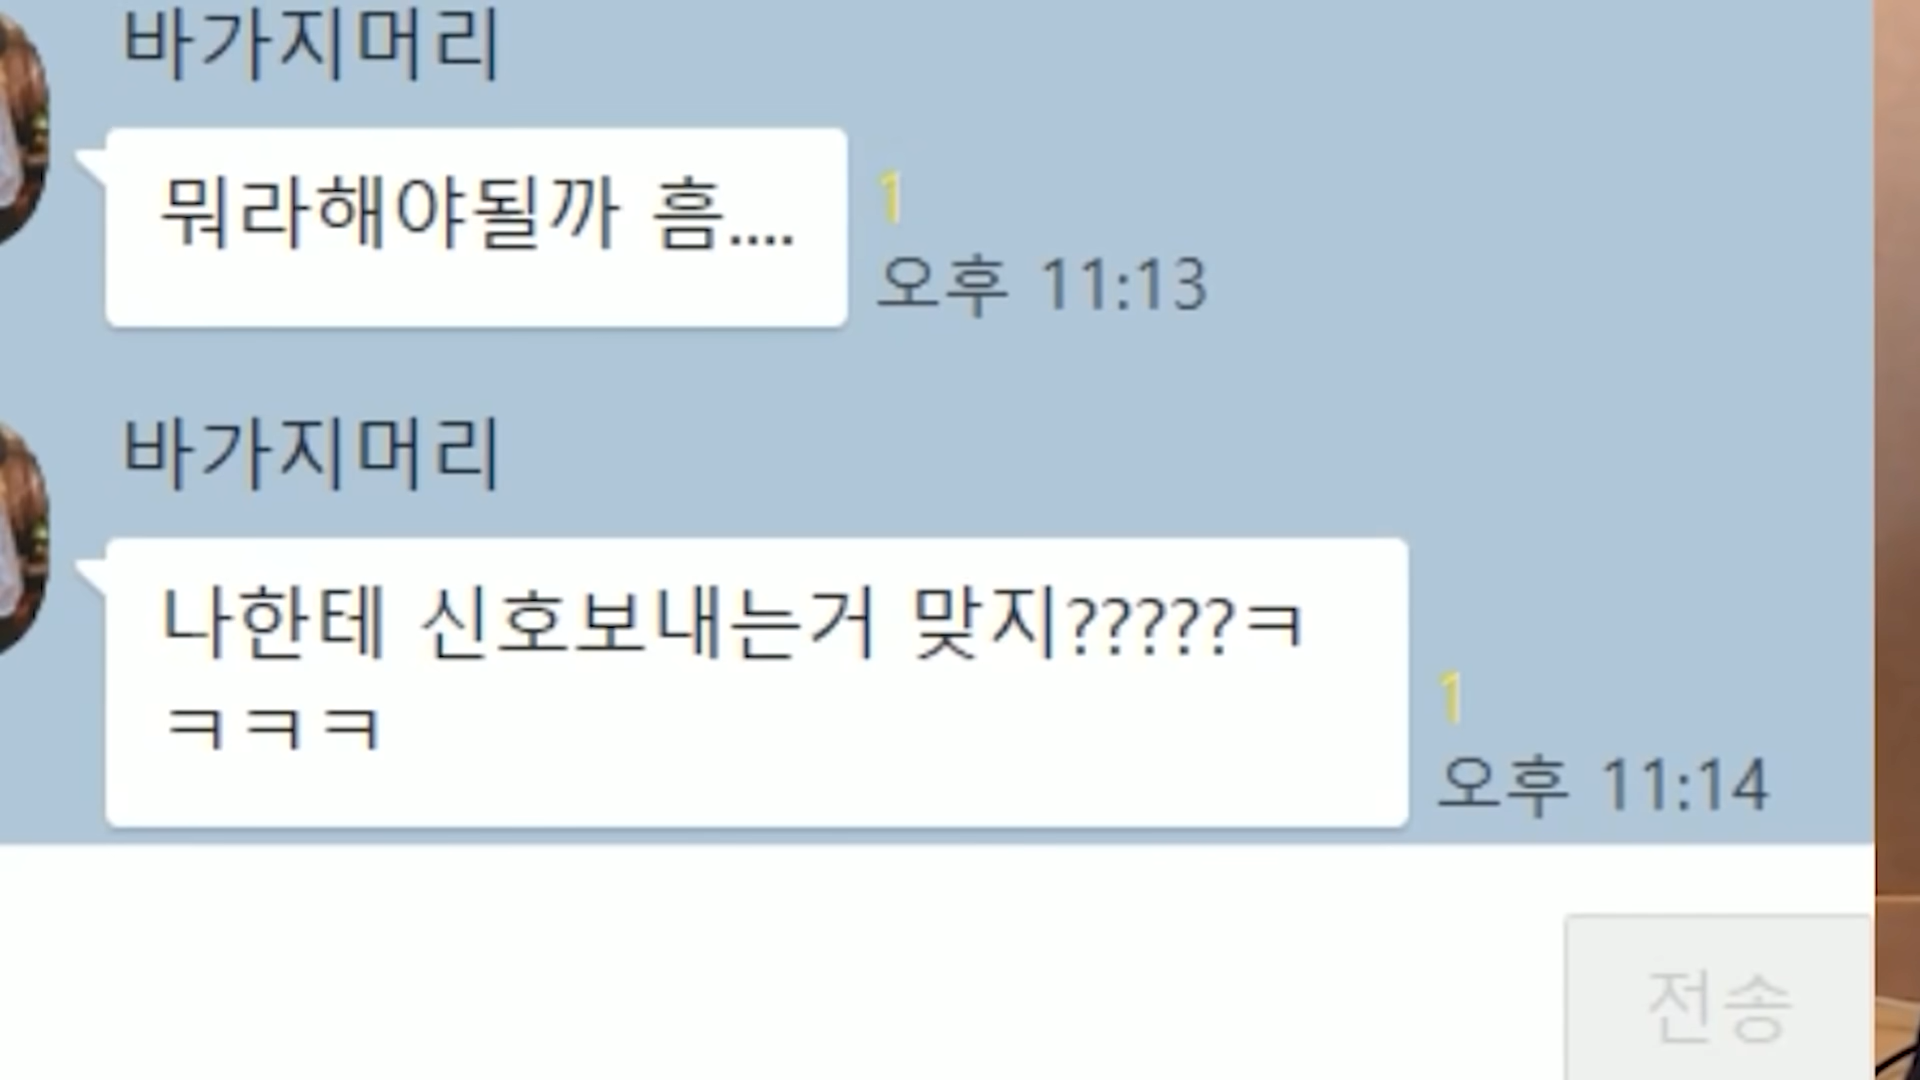 바가지머리
뭐라해야될까 흠....
1
오후 11:13
바가지머리
나한테 신호보내는거 맞지?????ㅋ
ㅋㅋㅋ
1
오후 11:14
전송